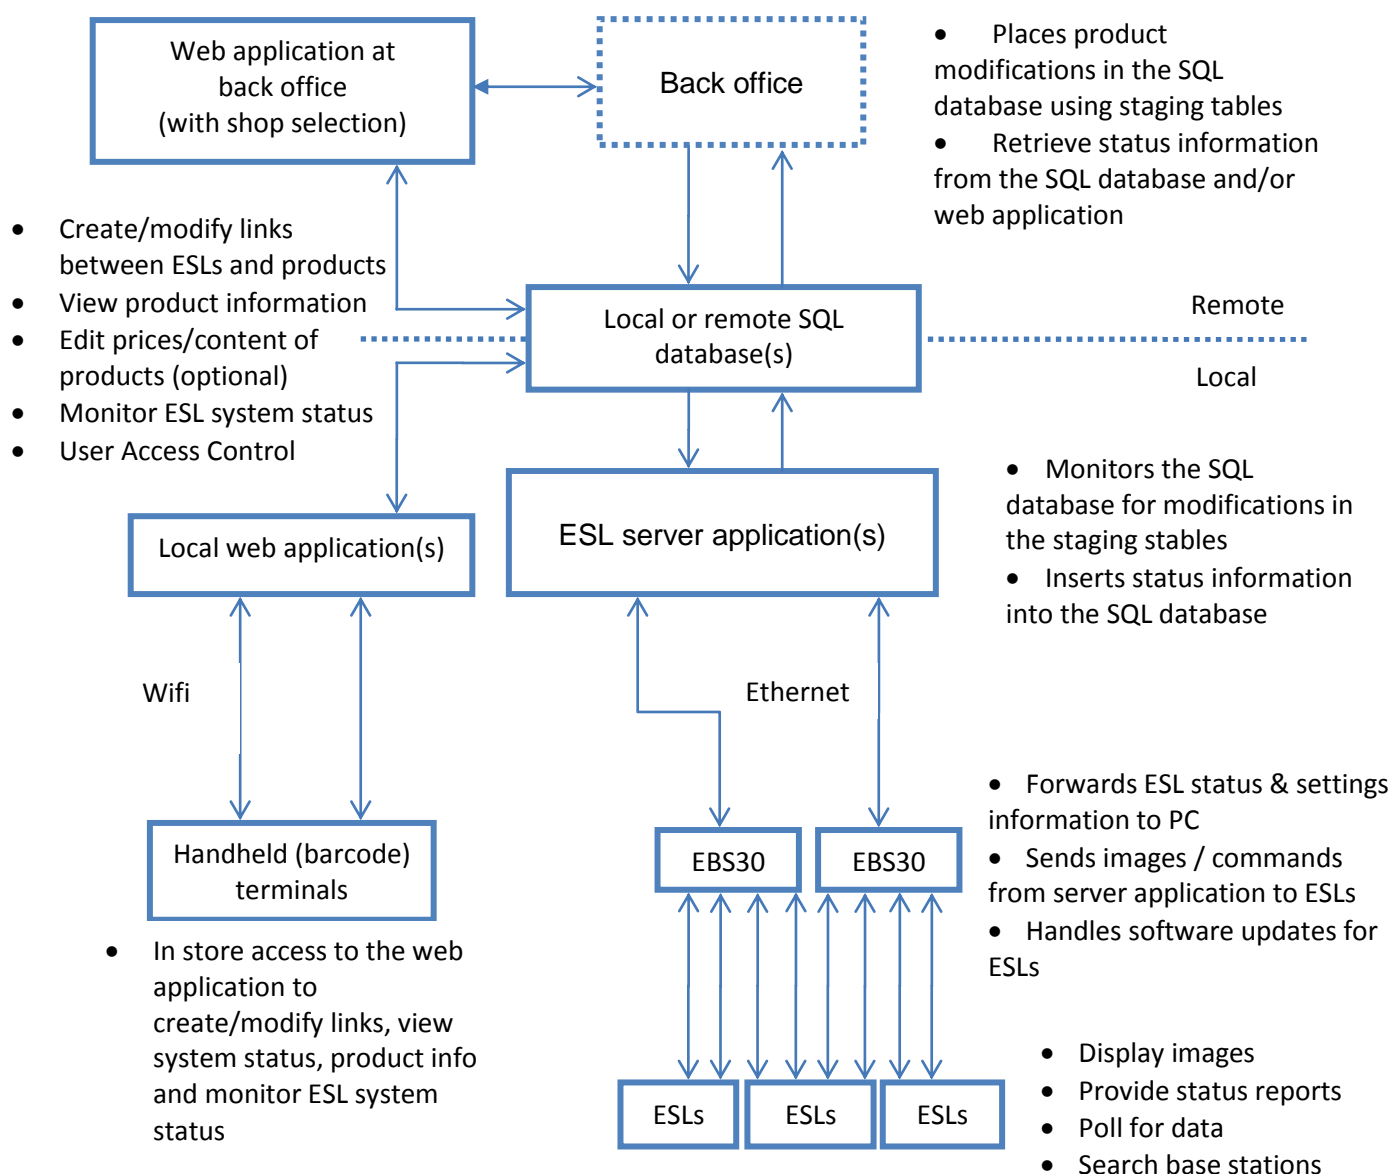 Web application at
back office
(with shop selection)
Back office
• Places product
modifications in the SQL
database using staging tables
• Retrieve status information
from the SQL database and/or
web application
• Create/modify links
between ESLs and products
• View product information
• Edit prices/content of
products (optional)
• Monitor ESL system status
• User Access Control
Local or remote SQL
database(s)
Remote
Local
Local web application(s)
ESL server application(s)
• Monitors the SQL
database for modifications in
the staging stables
• Inserts status information
into the SQL database
Wifi
Ethernet
Handheld (barcode)
terminals
EBS30
EBS30
• Forwards ESL status & settings
information to PC
• Sends images / commands
from server application to ESLs
• Handles software updates for
ESLs
• In store access to the web
application to
create/modify links, view
system status, product info
and monitor ESL system
status
ESLs
ESLs
ESLs
• Display images
• Provide status reports
• Poll for data
• Search base stations